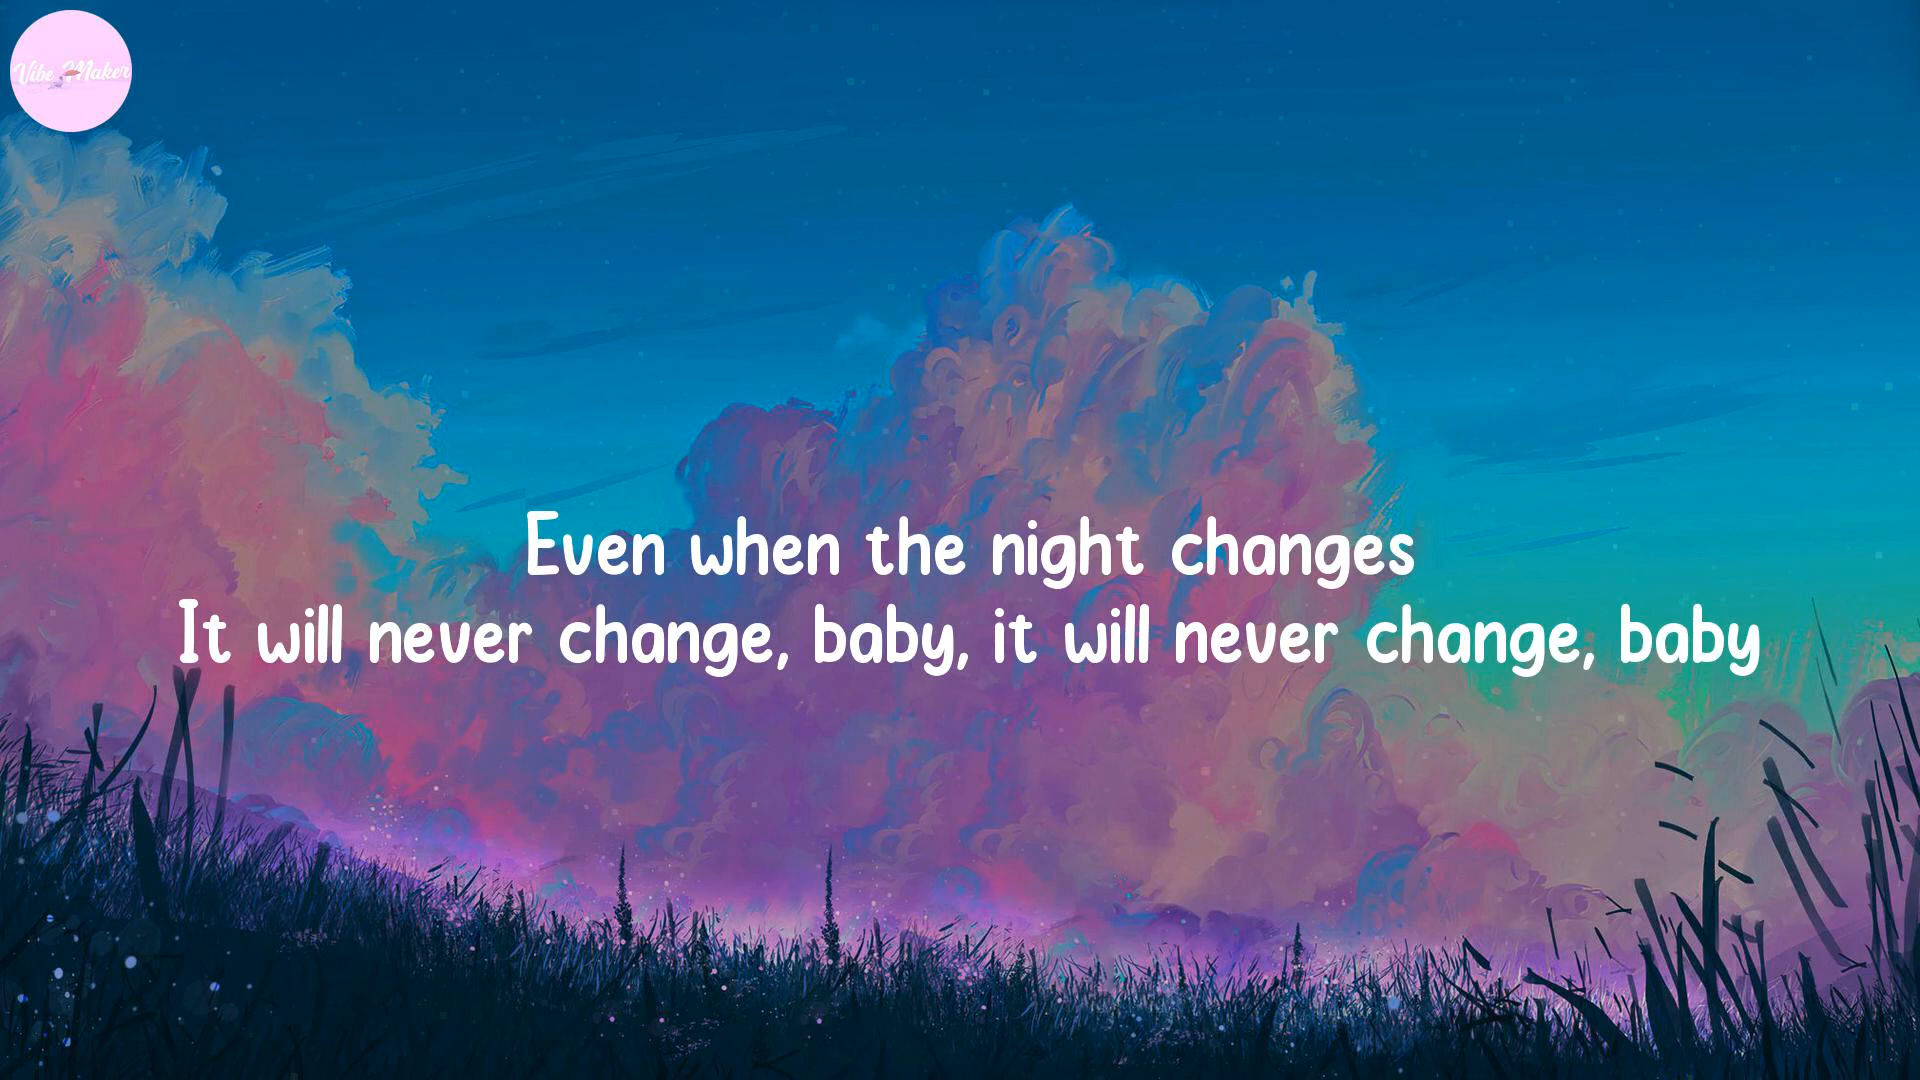 Vibe Maker
Even when the night changes
It will never change, baby, it will never change, baby